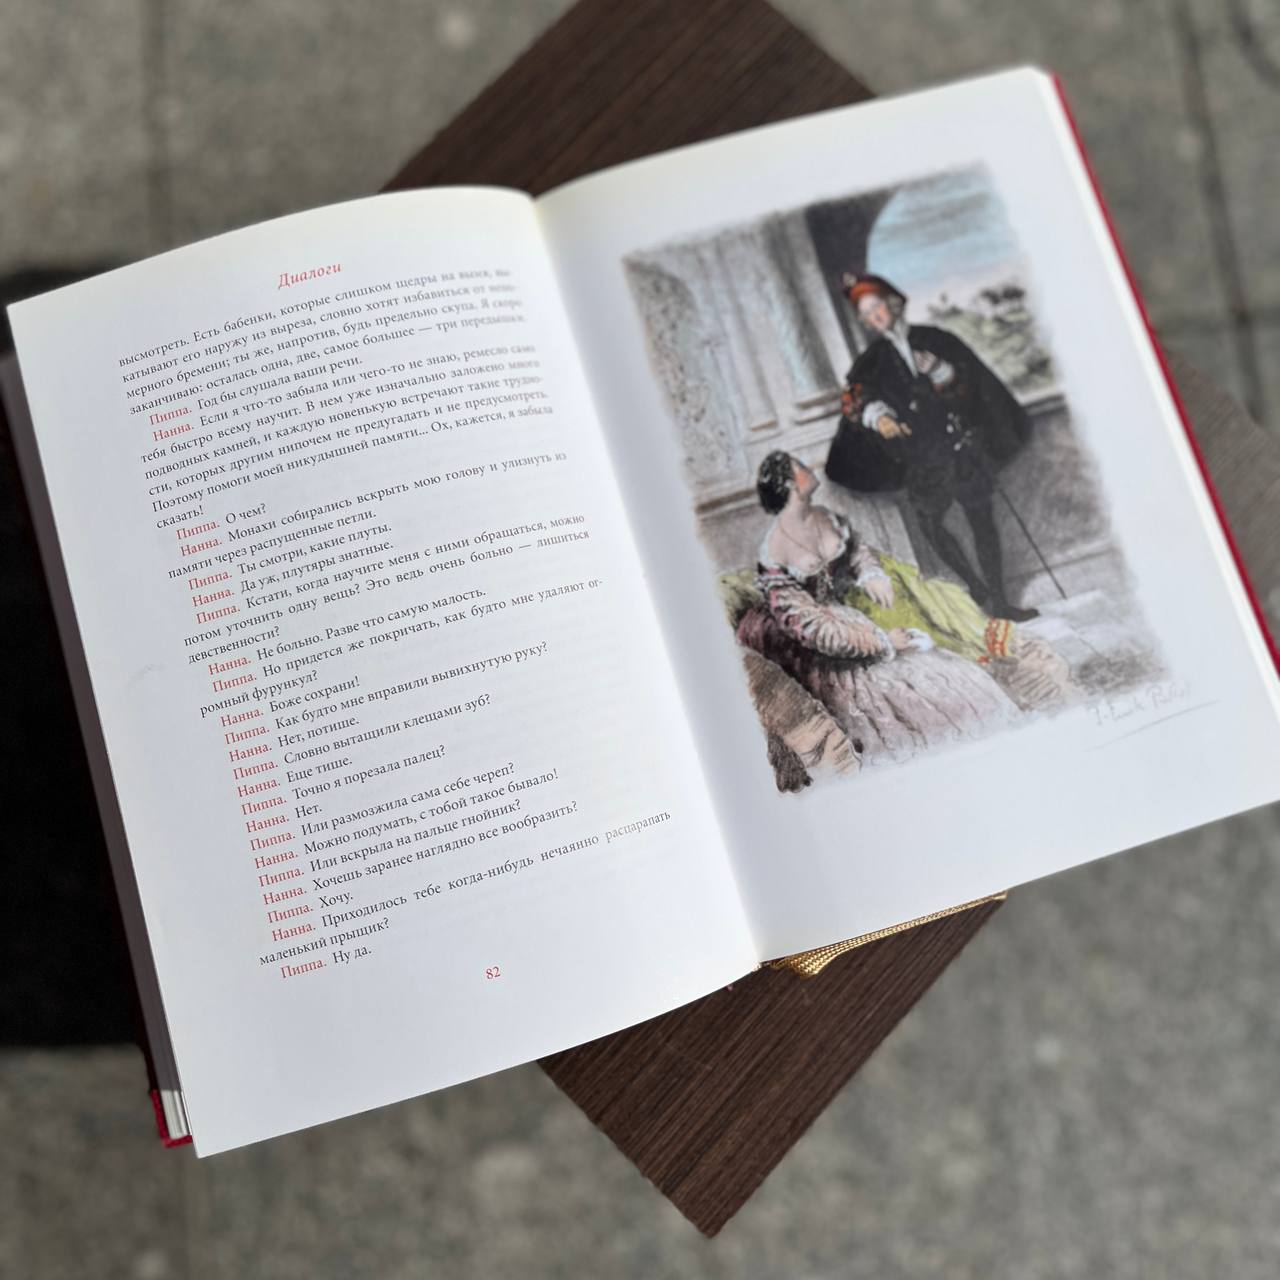 Диалоги
высмотреть. Есть бабенки, которые слишком щедры на вымя, вы-
катывают его наружу из выреза, словно хотят избавиться от непо-
мерного бремени; ты же, напротив, будь предельно скупа. Я скоро
заканчиваю: осталась одна, две, самое большее — три передышки.
Пиппа. Год бы слушала ваши речи.
Нанна. Если я что-то забыла или чего-то не знаю, ремесло само
тебя быстро всему научит. В нем уже изначально заложено много
подводных камней, и каждую новенькую встречают такие трудно-
сти, которых другим нипочем не предугадать и не предусмотреть.
Поэтому помоги моей никудышней памяти... Ох, кажется, я забыла
сказать!
Пиппа. О чем?
Нанна. Монахи собирались вскрыть мою голову и улизнуть из
памяти через распущенные петли.
Пиппа. Ты смотри, какие плуты.
Нанна. Да уж, плутяры знатные.
Пиппа. Кстати, когда научите меня с ними обращаться, можно
потом уточнить одну вещь? Это ведь очень больно — лишиться
девственности?
Нанна. Не больно. Разве что самую малость.
Пиппа. Но придется же покричать, как будто мне удаляют ог-
ромный фурункул?
Нанна. Боже сохрани!
Пиппа. Как будто мне вправили вывихнутую руку?
Нанна. Нет, потише.
Пиппа. Словно вытащили клещами зуб?
Нанна. Еще тише.
Пиппа. Точно я порезала палец?
Нанна. Нет.
Пиппа. Или размозжила сама себе череп?
Нанна. Можно подумать, с тобой такое бывало!
Пиппа. Или вскрыла на пальце гнойник?
Нанна. Хочешь заранее наглядно все вообразить?
Пиппа. Хочу.
Нанна. Приходилось тебе когда-нибудь нечаянно расцарапать
маленький прыщик?
Пиппа. Ну да.
82